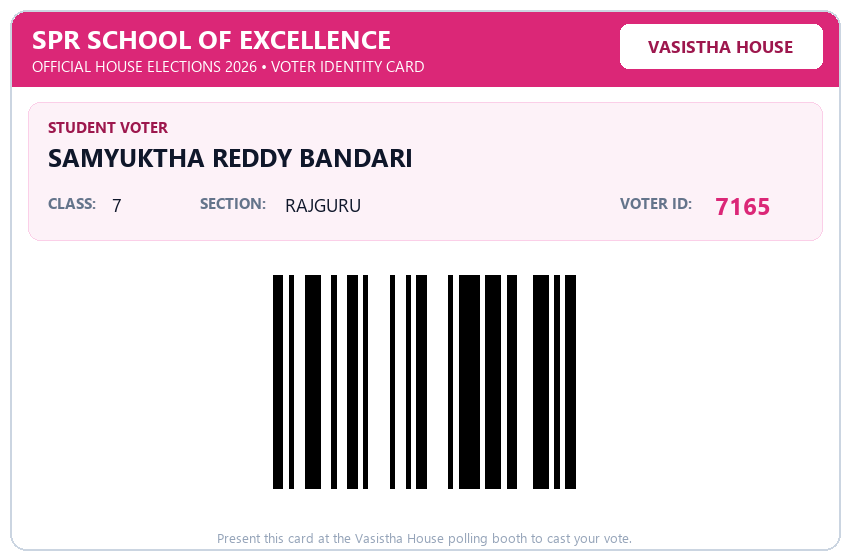 SPR SCHOOL OF EXCELLENCE
OFFICIAL HOUSE ELECTIONS 2026 • VOTER IDENTITY CARD
VASISTHA HOUSE
STUDENT VOTER
SAMYUKTHA REDDY BANDARI
CLASS: 7 SECTION: RAJGURU VOTER ID: 7165
Present this card at the Vasistha House polling booth to cast your vote.